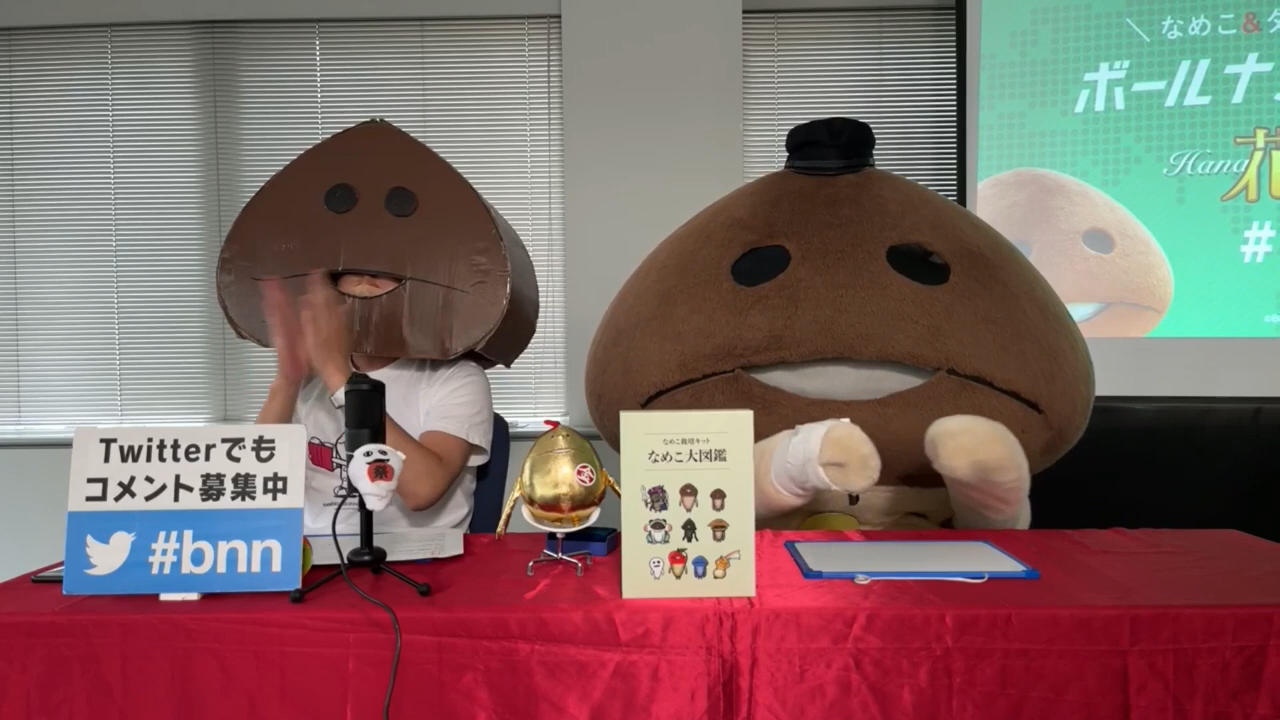 ＼なめこ&
ボールナ
Hana
花
#
Twitterでも
コメント募集中
#bnn
祭
なめこ栽培キット
なめこ大図鑑